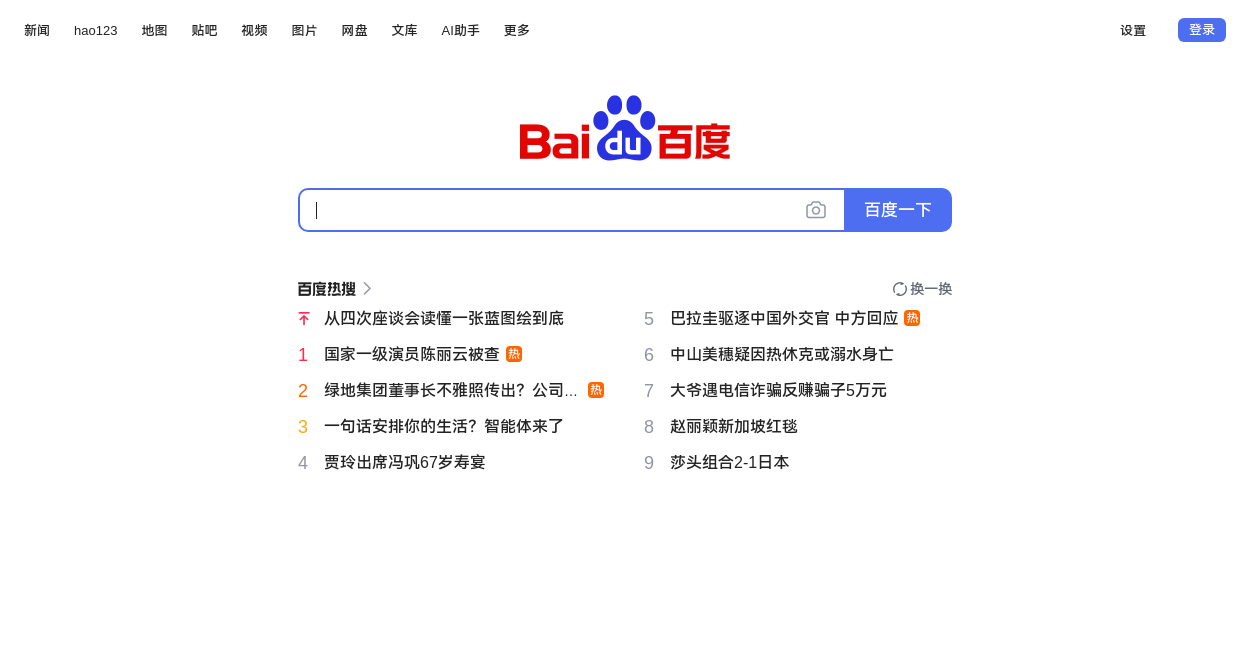 新闻 hao123 地图 贴吧 视频 图片 网盘 文库 AI助手 更多 设置 登录
Bai du 百度
百度一下
百度热搜 换一换
从四次座谈会读懂一张蓝图绘到底
1 国家一级演员陈丽云被查 热
2 绿地集团董事长不雅照传出？公司... 热
3 一句话安排你的生活？智能体来了
4 贾玲出席冯巩67岁寿宴
5 巴拉圭驱逐中国外交官 中方回应 热
6 中山美穗疑因热休克或溺水身亡
7 大爷遇电信诈骗反赚骗子5万元
8 赵丽颖新加坡红毯
9 莎头组合2-1日本